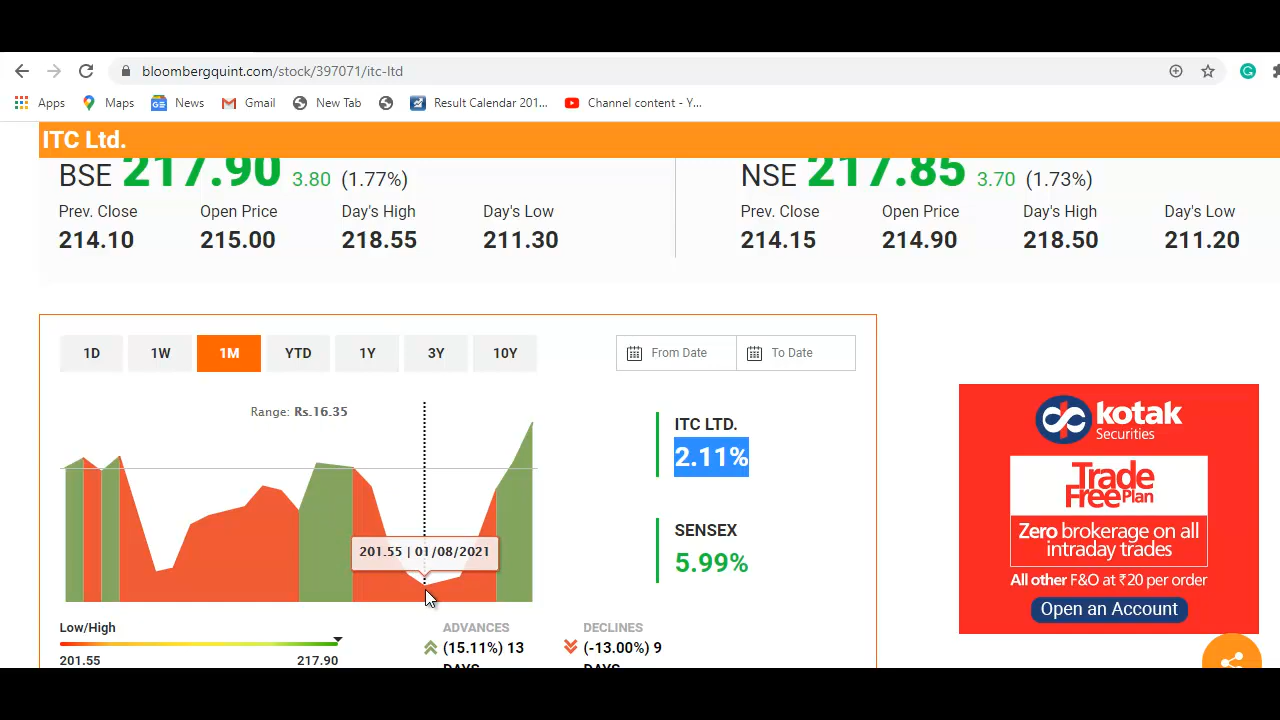 bloombergquint.com/stock/397071/itc-ltd
Apps Maps News Gmail New Tab Result Calendar 201... Channel content - Y...
ITC Ltd.
BSE 217.90 3.80 (1.77%)
NSE 217.85 3.70 (1.73%)
Prev. Close Open Price Day's High Day's Low
214.10 215.00 218.55 211.30
Prev. Close Open Price Day's High Day's Low
214.15 214.90 218.50 211.20
1D 1W 1M YTD 1Y 3Y 10Y
From Date To Date
Range: Rs.16.35
201.55 | 01/08/2021
ITC LTD.
2.11%
SENSEX
5.99%
Low/High
201.55 217.90
ADVANCES
(15.11%) 13
DAYS
DECLINES
(-13.00%) 9
DAYS
kotak
Securities
Trade
Free Plan
Zero brokerage on all
intraday trades
All other F&O at ₹20 per order
Open an Account